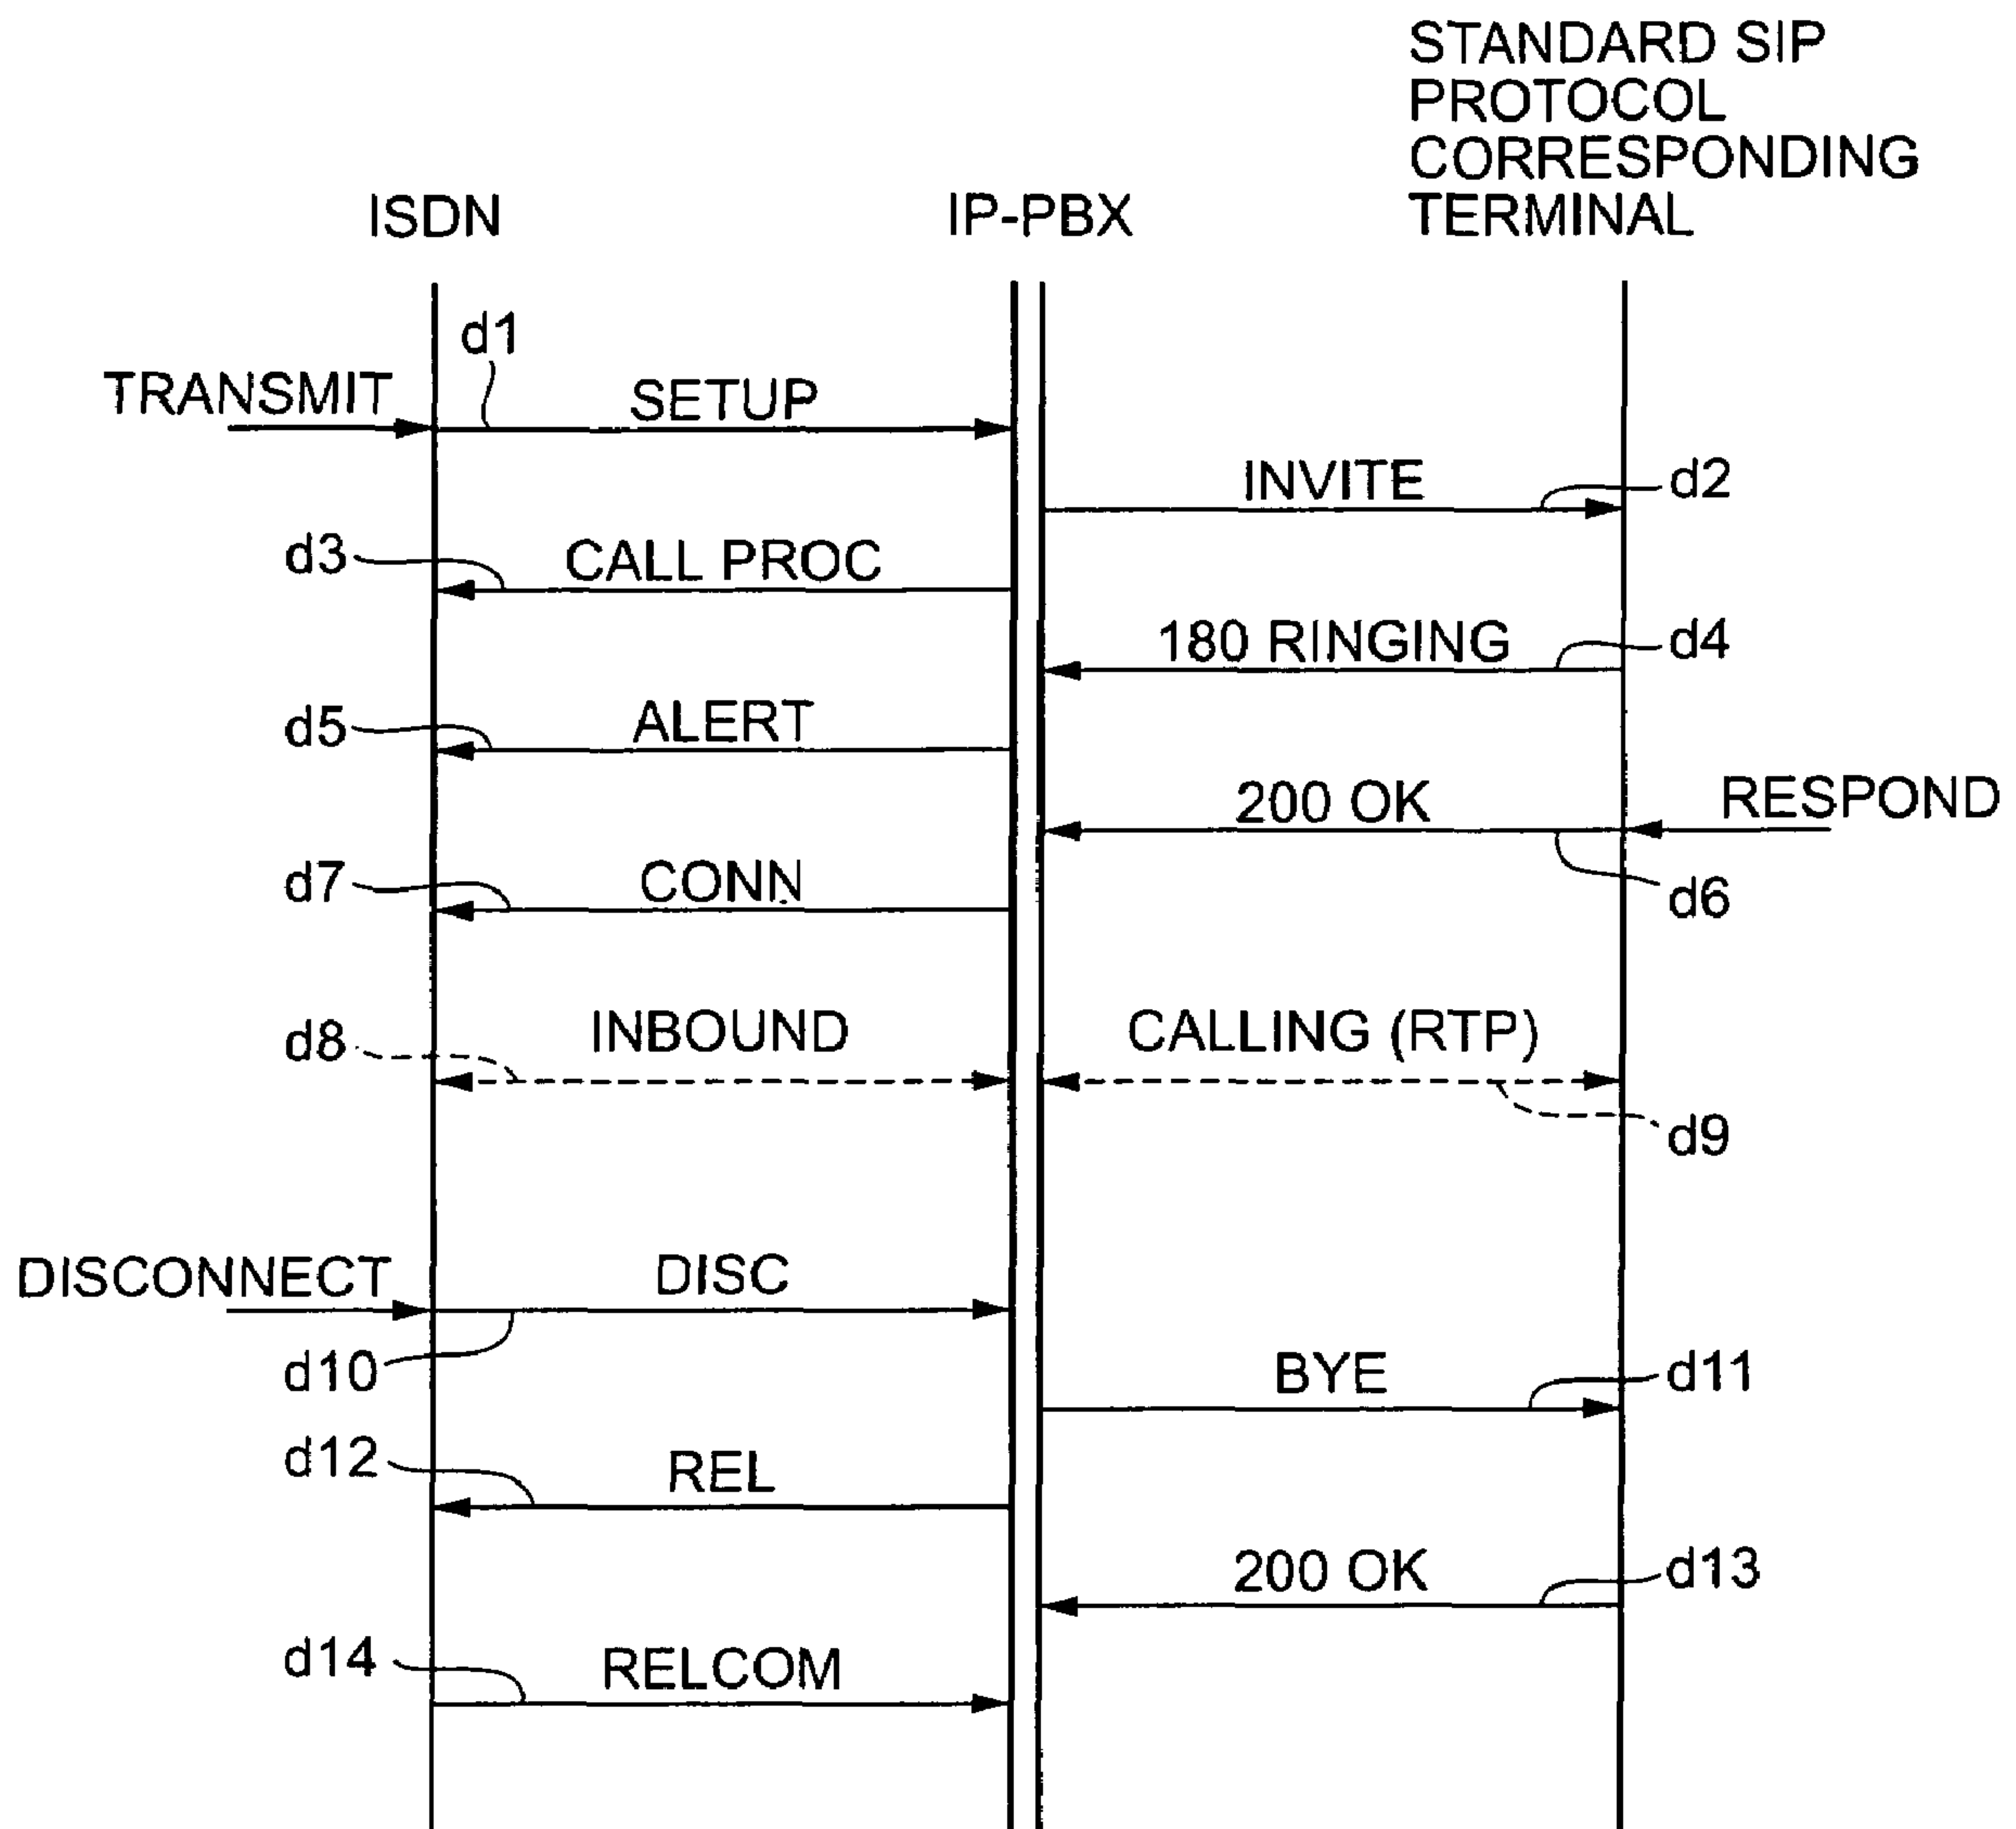 STANDARD SIP
PROTOCOL
CORRESPONDING
TERMINAL
ISDN
IP-PBX
d1
TRANSMIT
SETUP
INVITE
d2
d3
CALL PROC
180 RINGING
d4
d5
ALERT
200 OK
RESPOND
d7
CONN
d6
d8
INBOUND
CALLING (RTP)
d9
DISCONNECT
DISC
d10
BYE
d11
d12
REL
200 OK
d13
d14
RELCOM